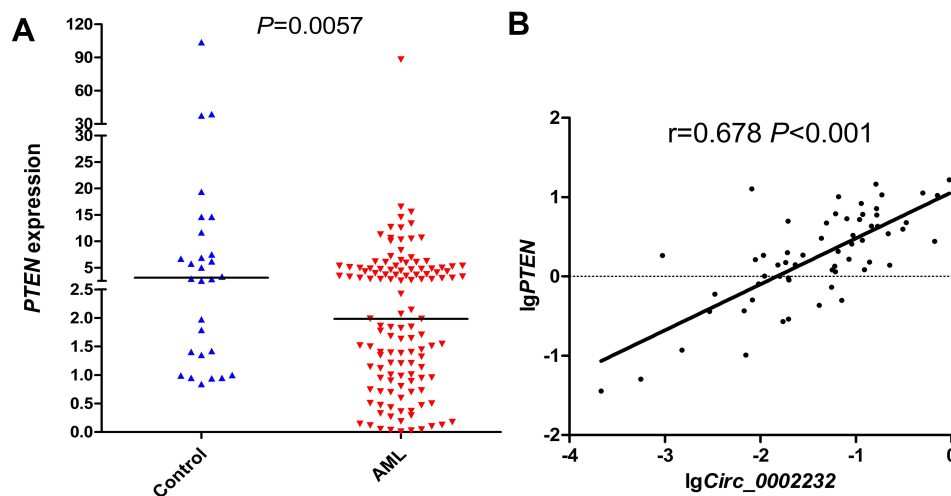 A
P=0.0057
120
90
60
30
30
25
20
15
10
5
2.5
2.0
1.5
1.0
0.5
0.0
PTEN expression
Control
AML
B
r=0.678 P<0.001
2
1
0
-1
-2
lgPTEN
-4
-3
-2
-1
0
lgCirc_0002232